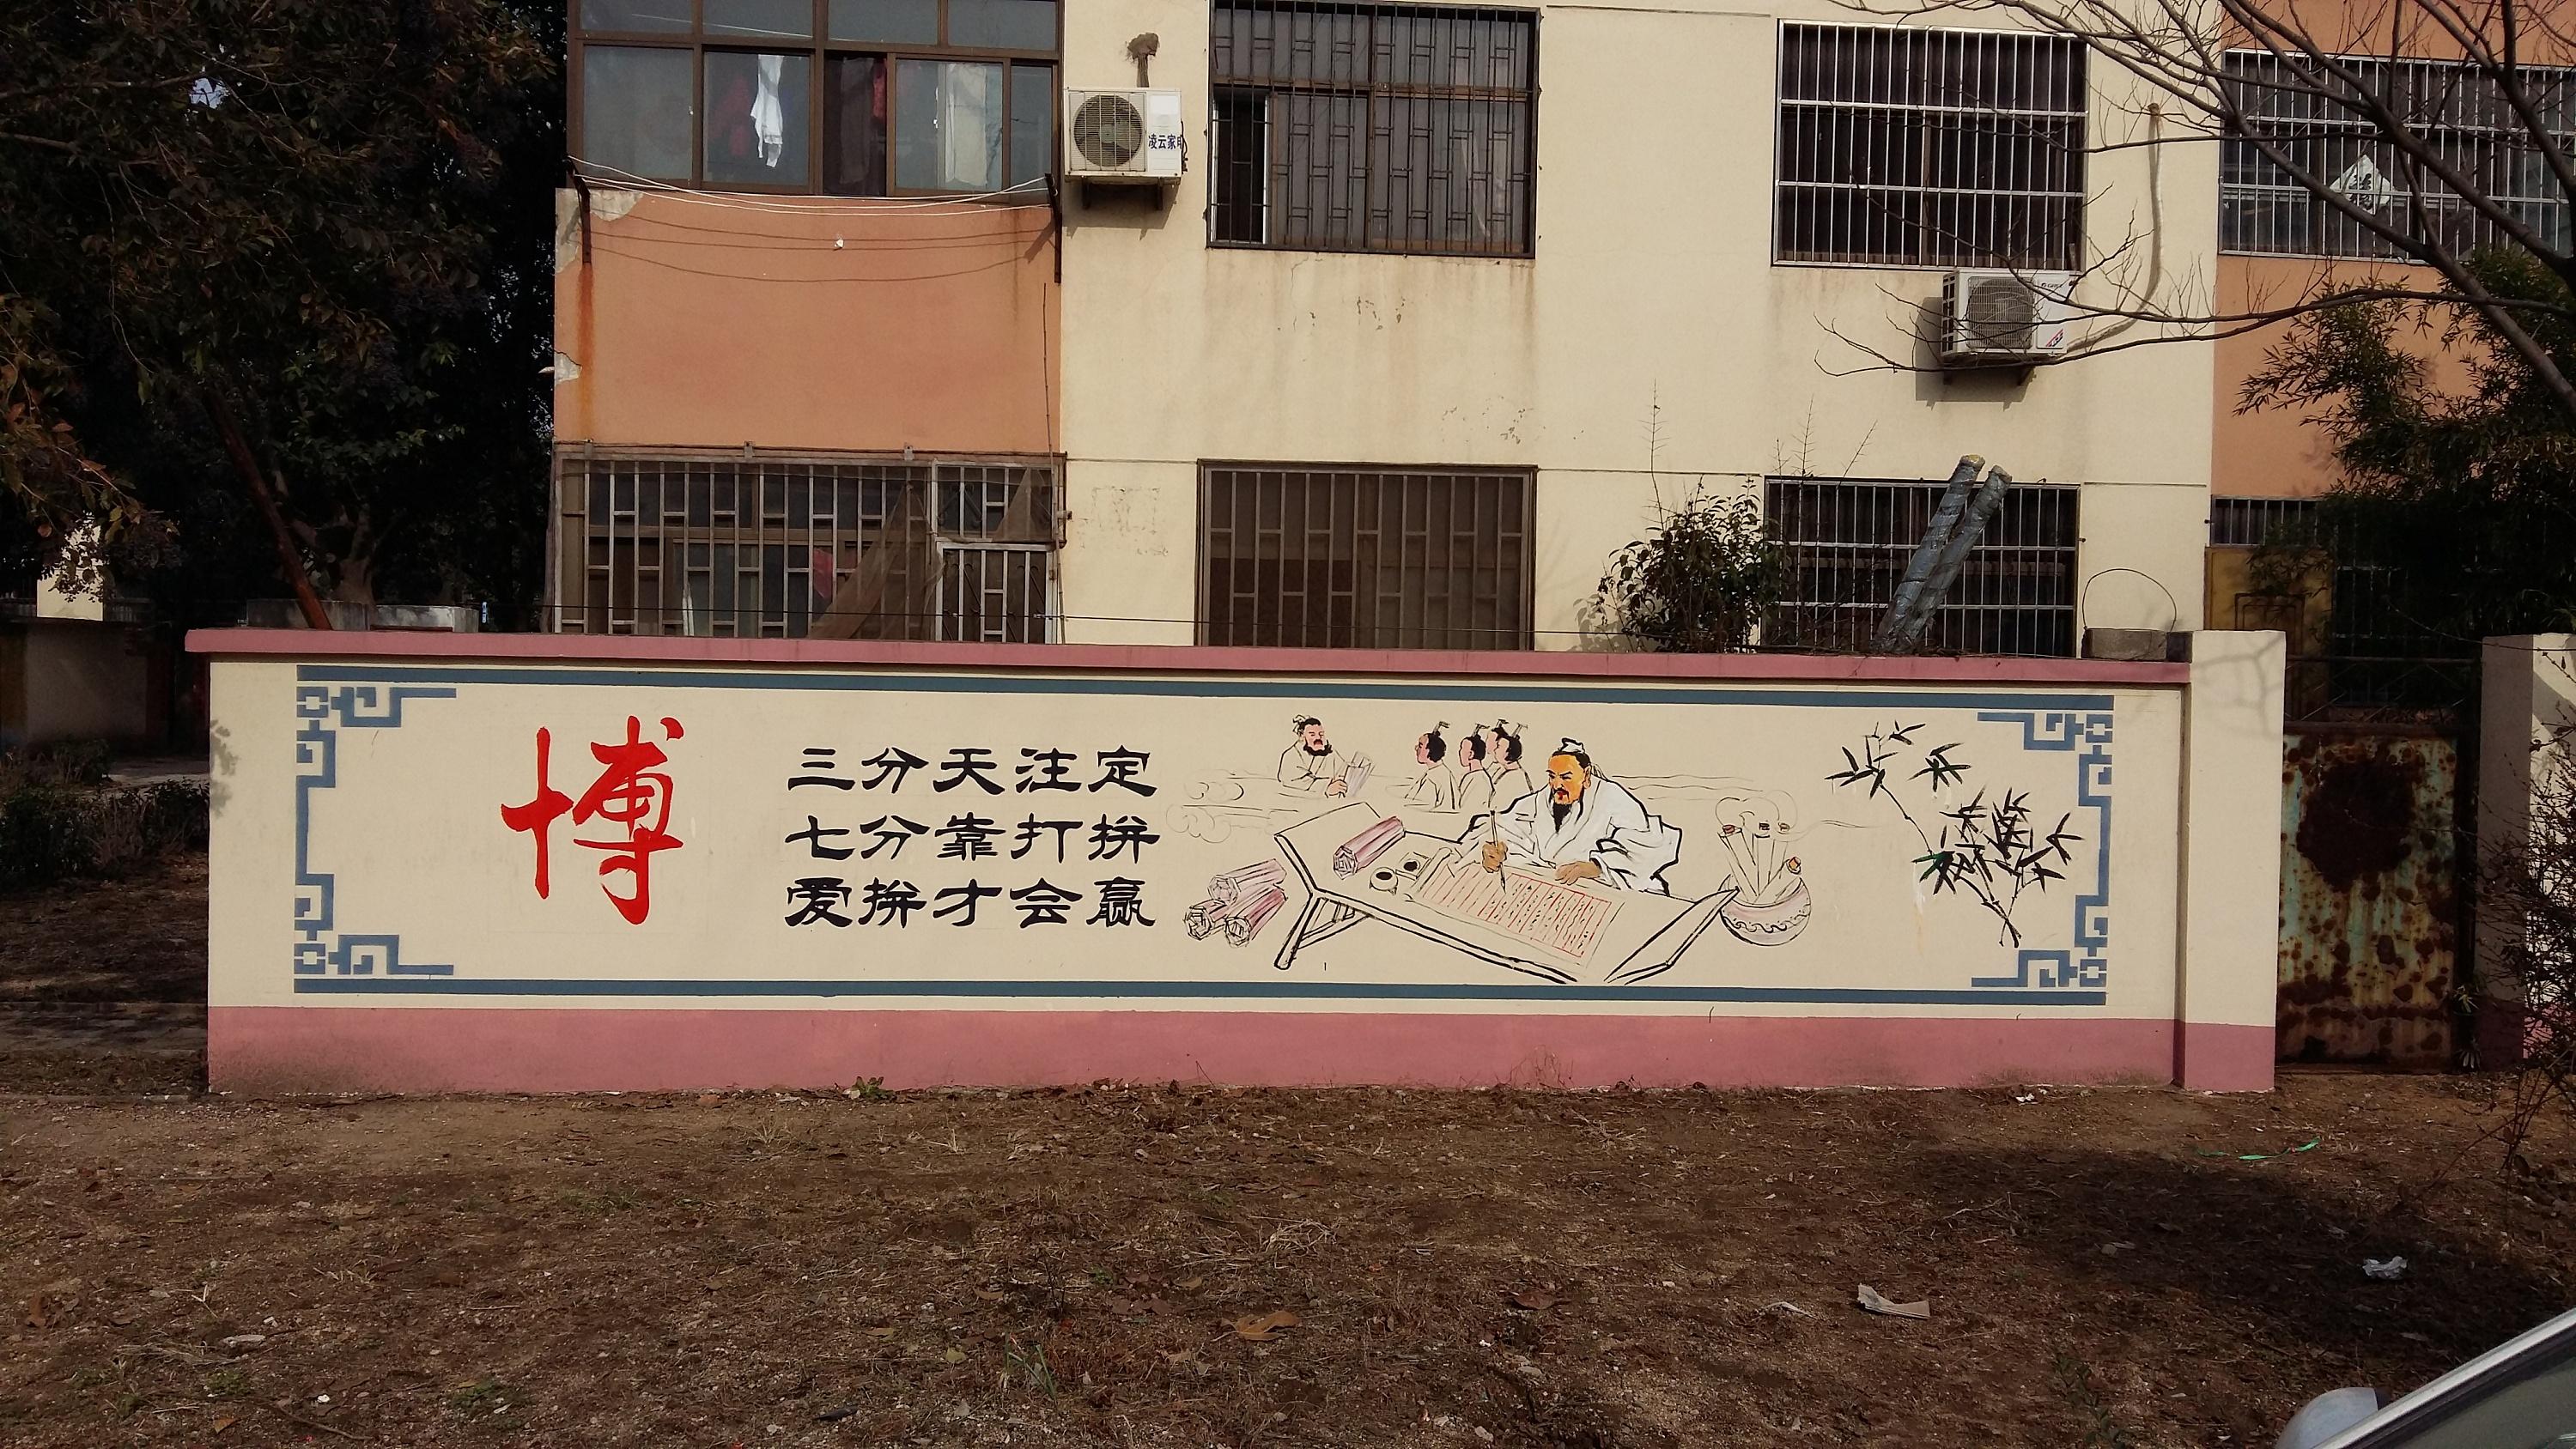 凌云家电
博
三分天注定
七分靠打拼
爱拚才会赢